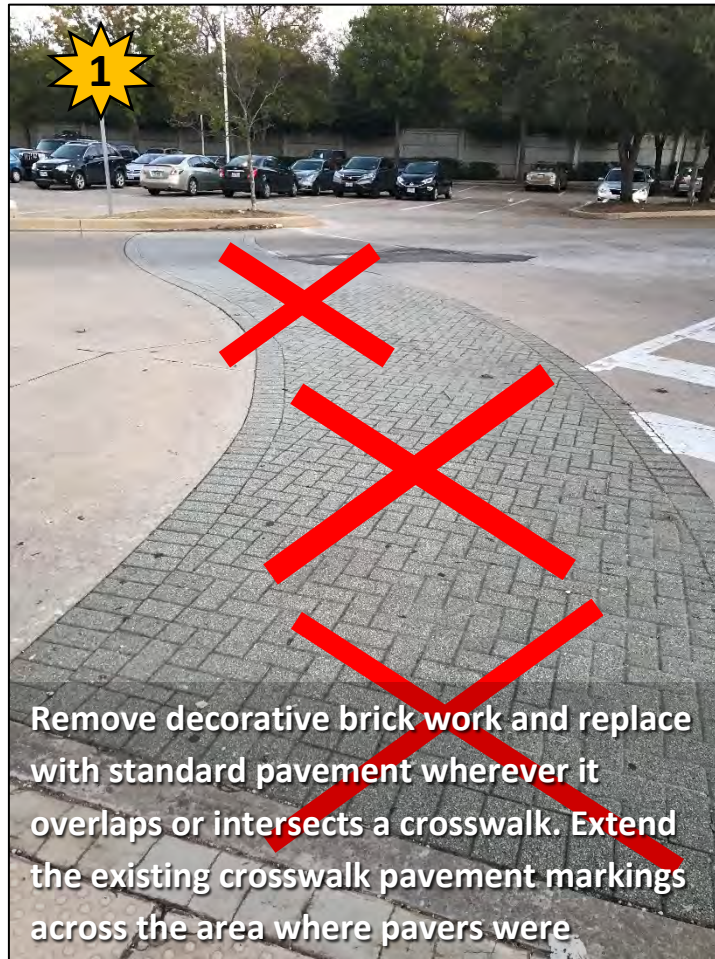 1
Remove decorative brick work and replace
with standard pavement wherever it
overlaps or intersects a crosswalk. Extend
the existing crosswalk pavement markings
across the area where pavers were